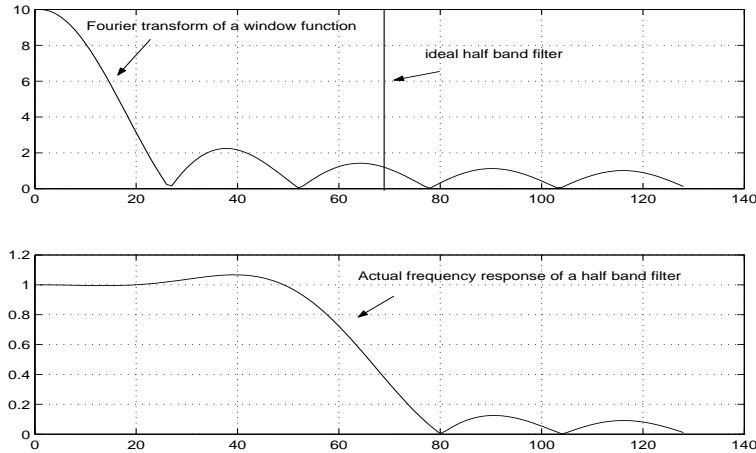 10
8
6
4
2
0
Fourier transform of a window function
ideal half band filter
0 20 40 60 80 100 120 140
1.2
1
0.8
0.6
0.4
0.2
0
Actual frequency response of a half band filter
0 20 40 60 80 100 120 140